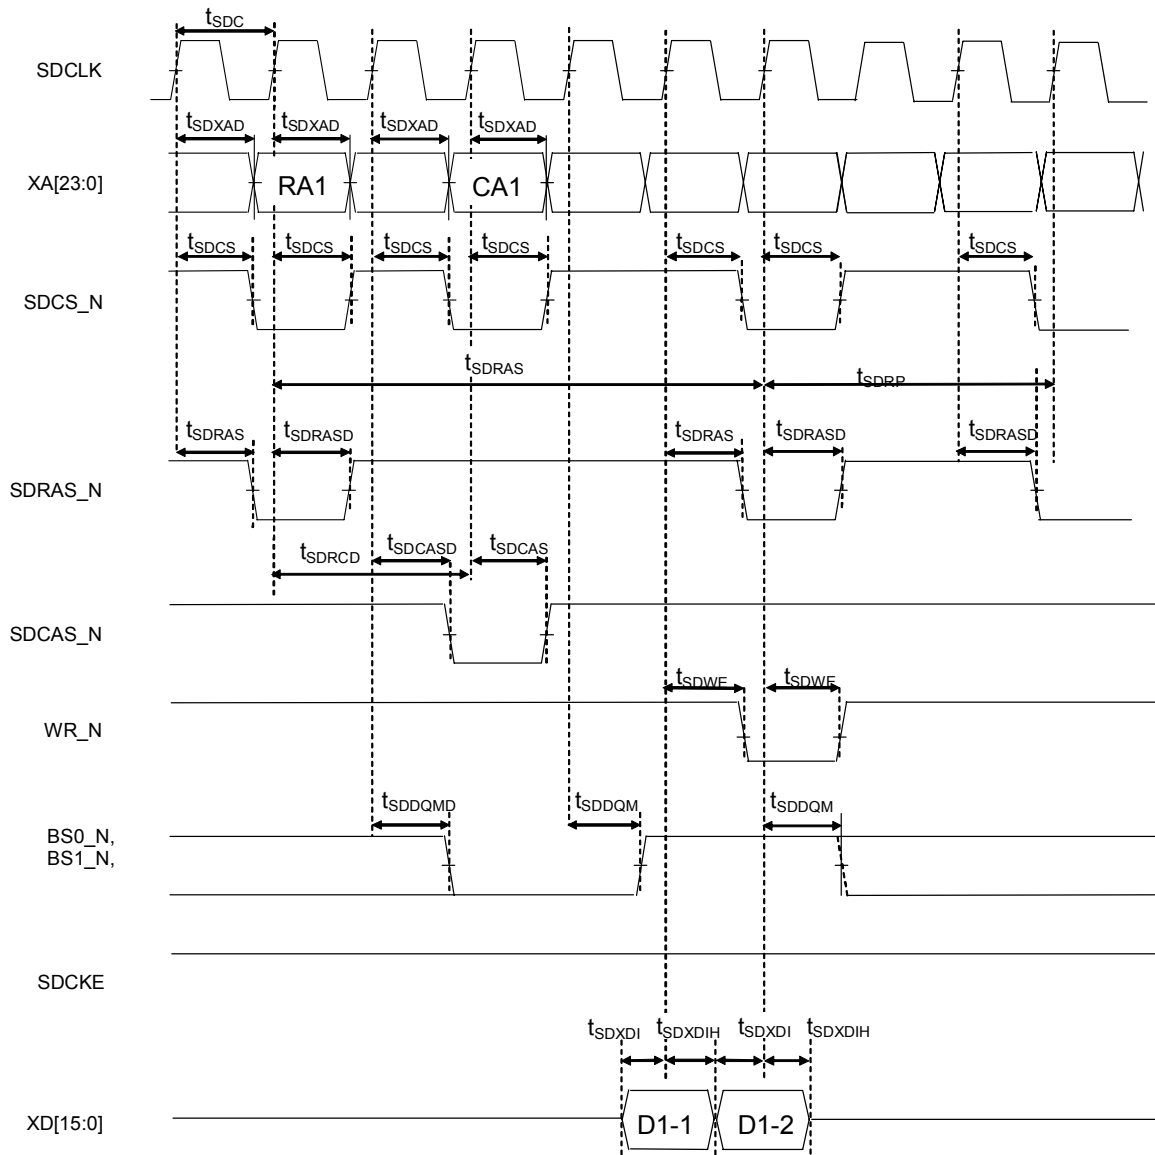 tSDC
SDCLK
tSDXAD tSDXAD tSDXAD tSDXAD
XA[23:0] RA1 CA1
tSDCS tSDCS tSDCS tSDCS tSDCS tSDCS tSDCS
SDCS_N
tSDRAS tSDRP
tSDRAS tSDRASD tSDRAS tSDRASD tSDRASD
SDRAS_N
tSDRCD tSDCASD tSDCAS
SDCAS_N
tSDWE tSDWE
WR_N
tSDDQMD tSDDQM tSDDQM
BS0_N,
BS1_N,
SDCKE
tSDXDI tSDXDIH tSDXDI tSDXDIH
XD[15:0] D1-1 D1-2